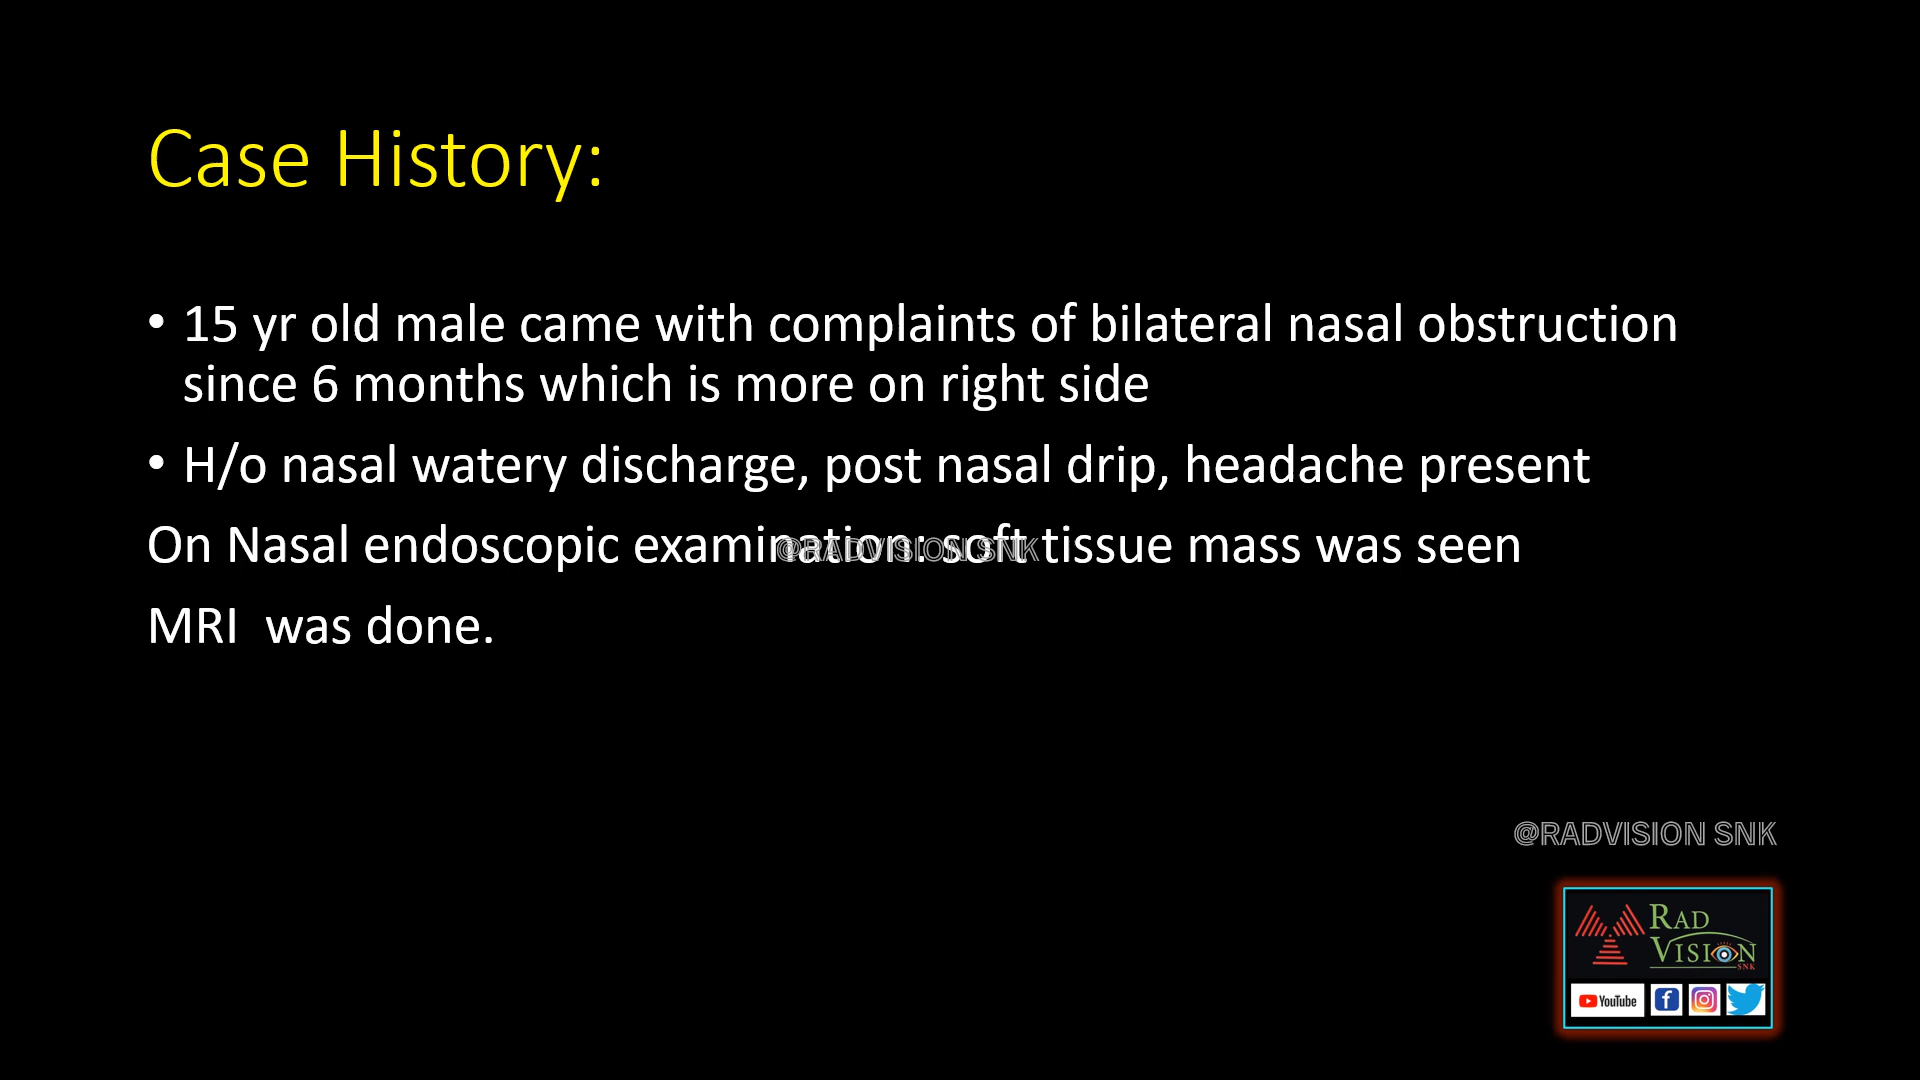 Case History:
• 15 yr old male came with complaints of bilateral nasal obstruction
since 6 months which is more on right side
• H/o nasal watery discharge, post nasal drip, headache present
On Nasal endoscopic examination: soft tissue mass was seen
@RADVISION SNK
MRI  was done.
@RADVISION SNK
RAD
VISION
SNK
YouTube